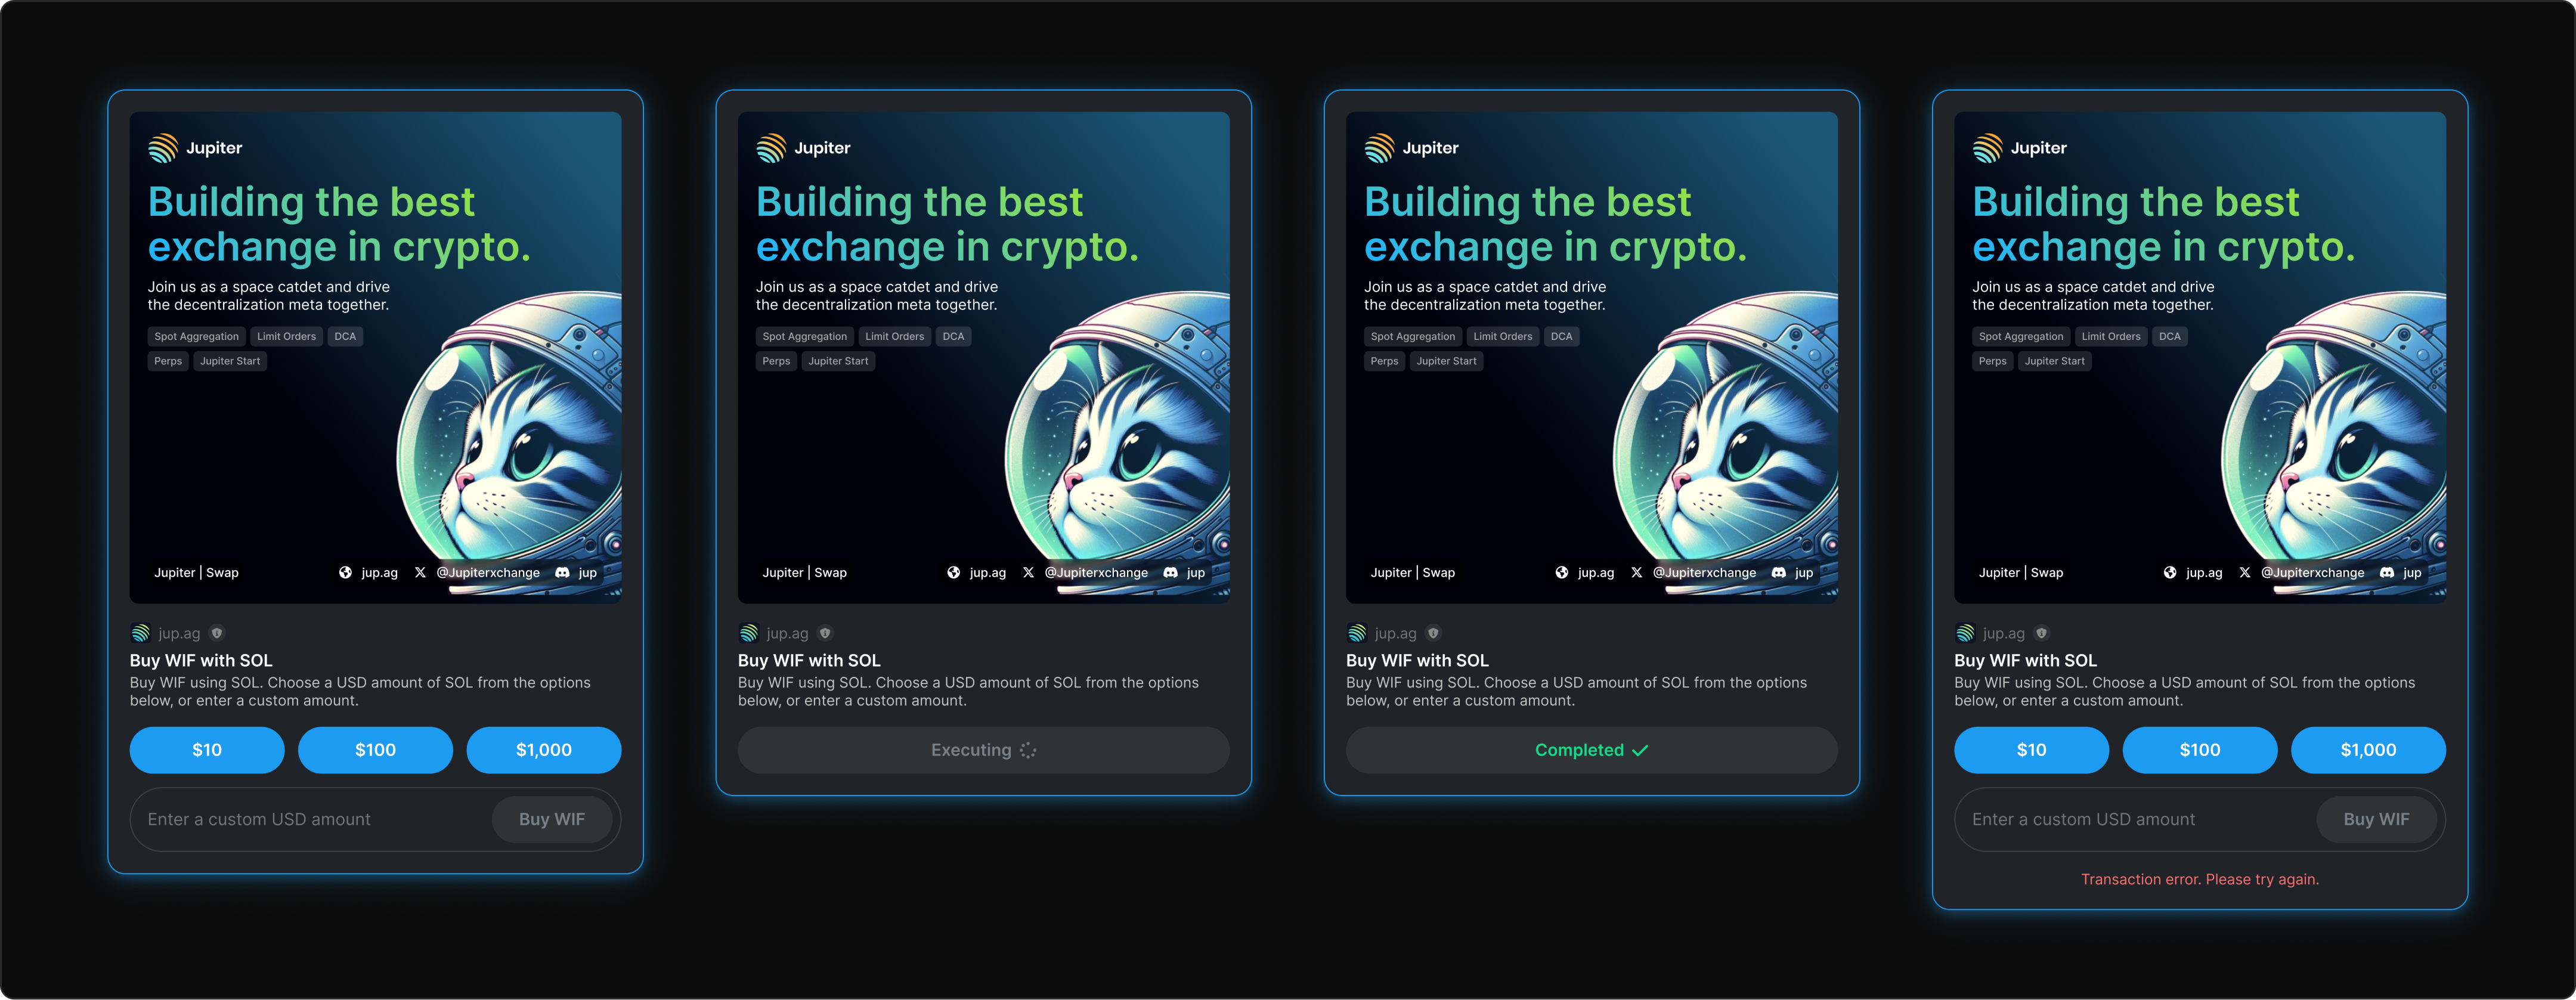 Jupiter
Building the best
exchange in crypto.
Join us as a space catdet and drive
the decentralization meta together.
Spot Aggregation Limit Orders DCA
Perps Jupiter Start
Jupiter | Swap jup.ag @Jupiterxchange jup
jup.ag
Buy WIF with SOL
Buy WIF using SOL. Choose a USD amount of SOL from the options
below, or enter a custom amount.
$10 $100 $1,000
Enter a custom USD amount Buy WIF
Jupiter
Building the best
exchange in crypto.
Join us as a space catdet and drive
the decentralization meta together.
Spot Aggregation Limit Orders DCA
Perps Jupiter Start
Jupiter | Swap jup.ag @Jupiterxchange jup
jup.ag
Buy WIF with SOL
Buy WIF using SOL. Choose a USD amount of SOL from the options
below, or enter a custom amount.
Executing
Jupiter
Building the best
exchange in crypto.
Join us as a space catdet and drive
the decentralization meta together.
Spot Aggregation Limit Orders DCA
Perps Jupiter Start
Jupiter | Swap jup.ag @Jupiterxchange jup
jup.ag
Buy WIF with SOL
Buy WIF using SOL. Choose a USD amount of SOL from the options
below, or enter a custom amount.
Completed
Jupiter
Building the best
exchange in crypto.
Join us as a space catdet and drive
the decentralization meta together.
Spot Aggregation Limit Orders DCA
Perps Jupiter Start
Jupiter | Swap jup.ag @Jupiterxchange jup
jup.ag
Buy WIF with SOL
Buy WIF using SOL. Choose a USD amount of SOL from the options
below, or enter a custom amount.
$10 $100 $1,000
Enter a custom USD amount Buy WIF
Transaction error. Please try again.